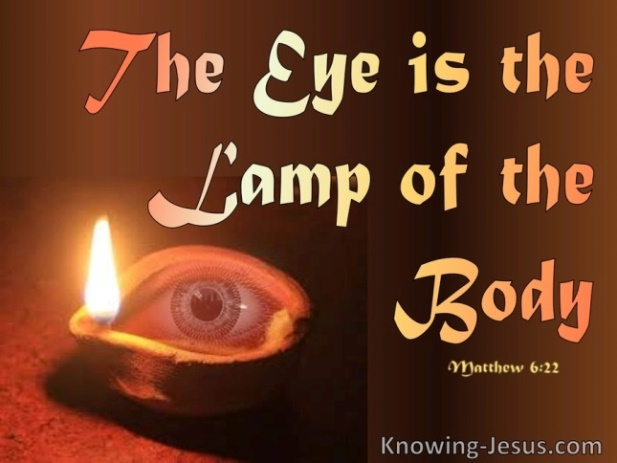 The Eye is the
Lamp of the
Body
Matthew 6:22
Knowing-Jesus.com